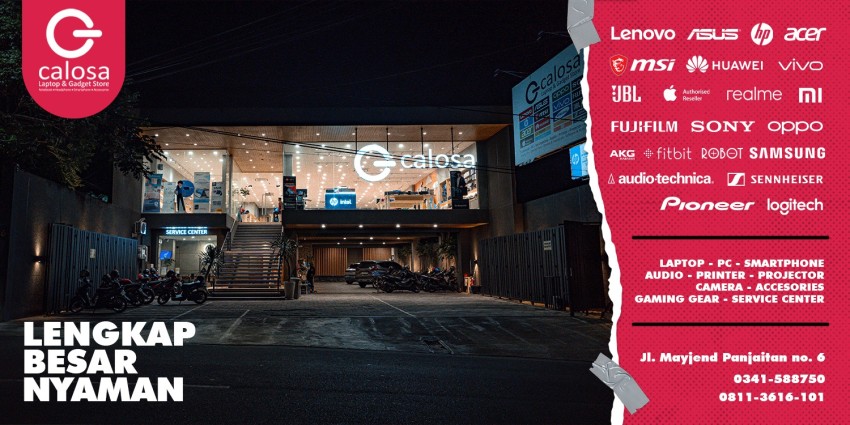 calosa
Laptop & Gadget Store
calosa
calosa
hp intel
SERVICE CENTER
LENGKAP
BESAR
NYAMAN
Lenovo ASUS hp acer
msi HUAWEI vivo
JBL Authorised Reseller realme MI
FUJIFILM SONY oppo
AKG fitbit ROBOT SAMSUNG
audio-technica. SENNHEISER
Pioneer logitech
LAPTOP - PC - SMARTPHONE
AUDIO - PRINTER - PROJECTOR
CAMERA - ACCESORIES
GAMING GEAR - SERVICE CENTER
Jl. Mayjend Panjaitan no. 6
0341-588750
0811-3616-101